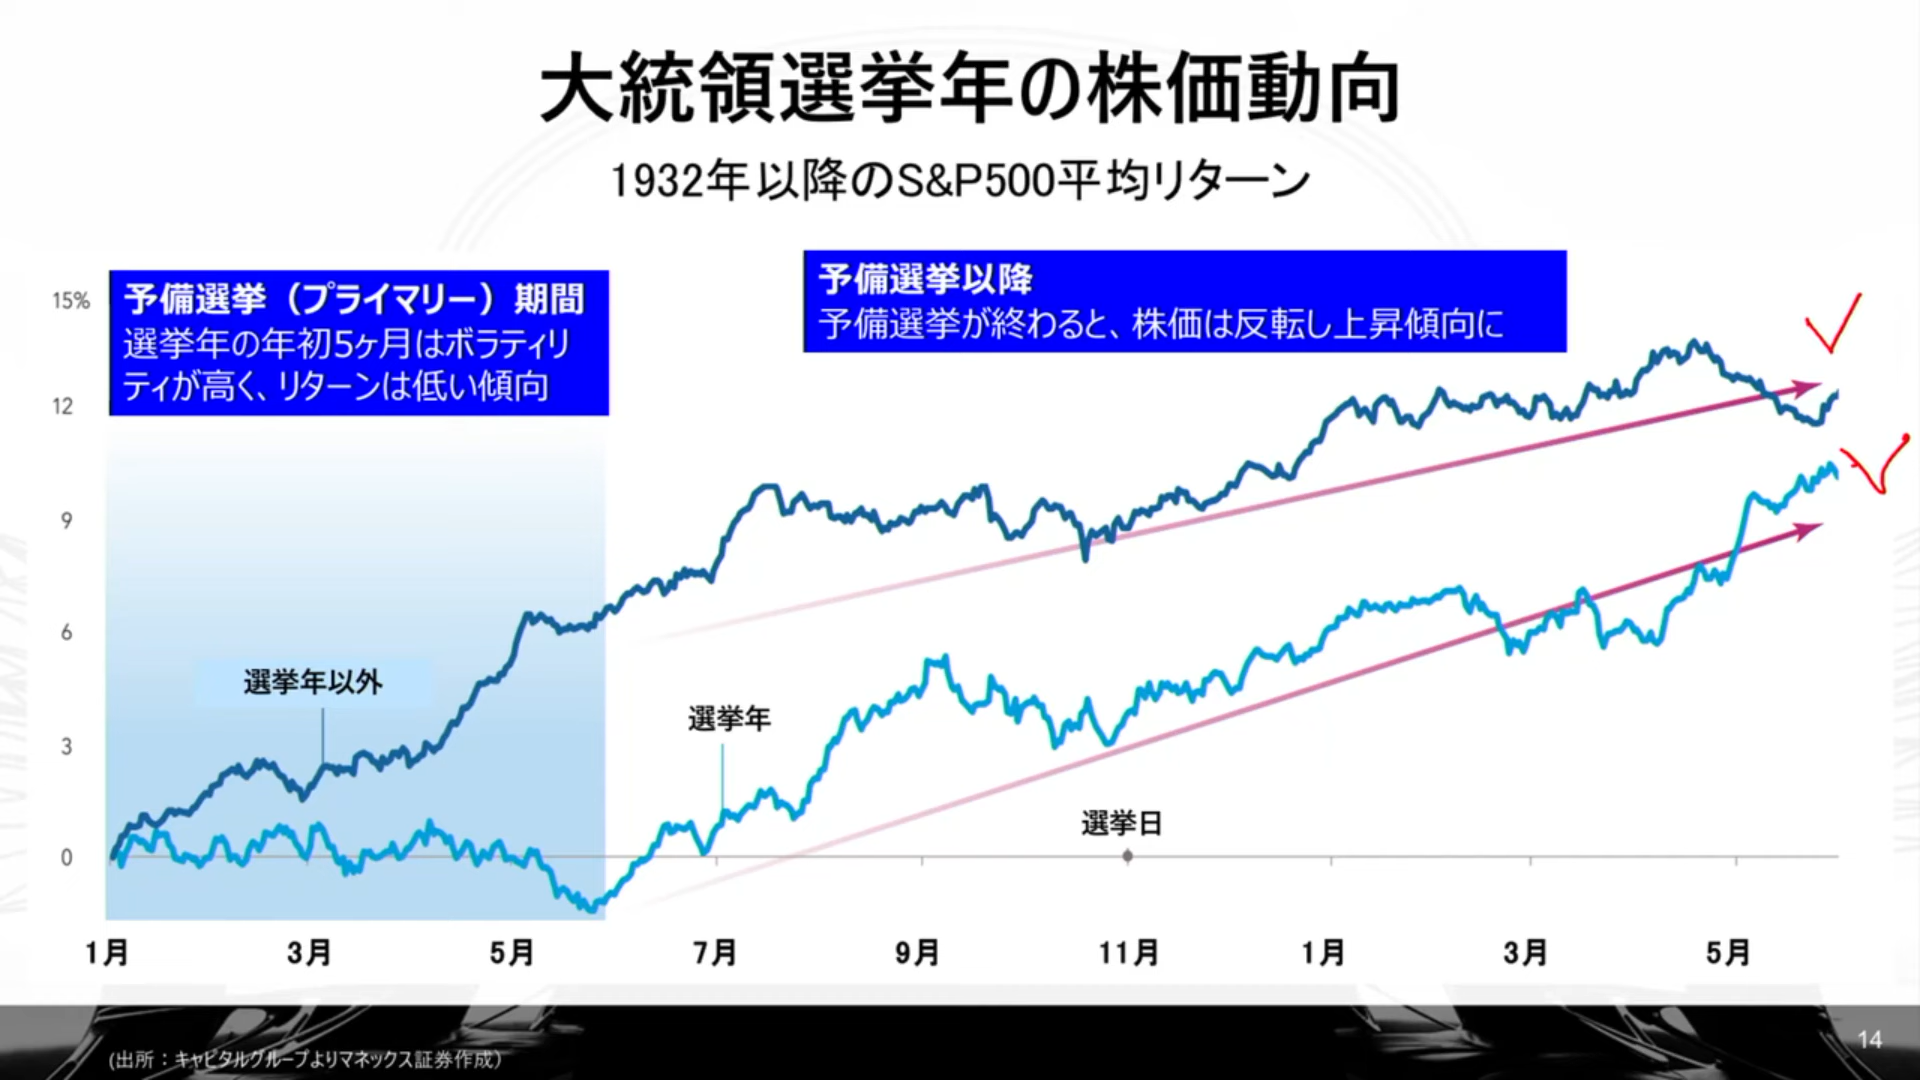 大統領選挙年の株価動向
1932年以降のS&P500平均リターン
予備選挙（プライマリー）期間
選挙年の年初5ヶ月はボラティリ
ティが高く、リターンは低い傾向
予備選挙以降
予備選挙が終わると、株価は反転し上昇傾向に
15%
12
9
6
3
0
選挙年以外
選挙年
選挙日
1月 3月 5月 7月 9月 11月 1月 3月 5月
(出所：キャピタルグループよりマネックス証券作成)
14